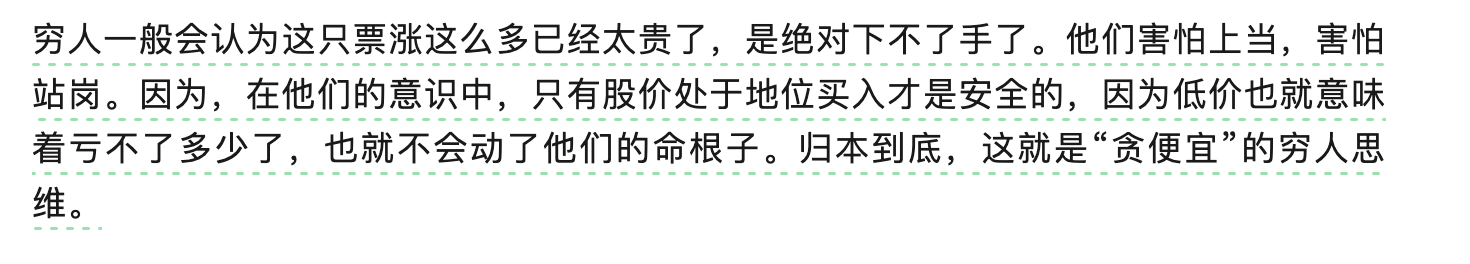 穷人一般会认为这只票涨这么多已经太贵了，是绝对下不了手了。他们害怕上当，害怕
站岗。因为，在他们的意识中，只有股价处于地位买入才是安全的，因为低价也就意味
着亏不了多少了，也就不会动了他们的命根子。归本到底，这就是“贪便宜”的穷人思
维。